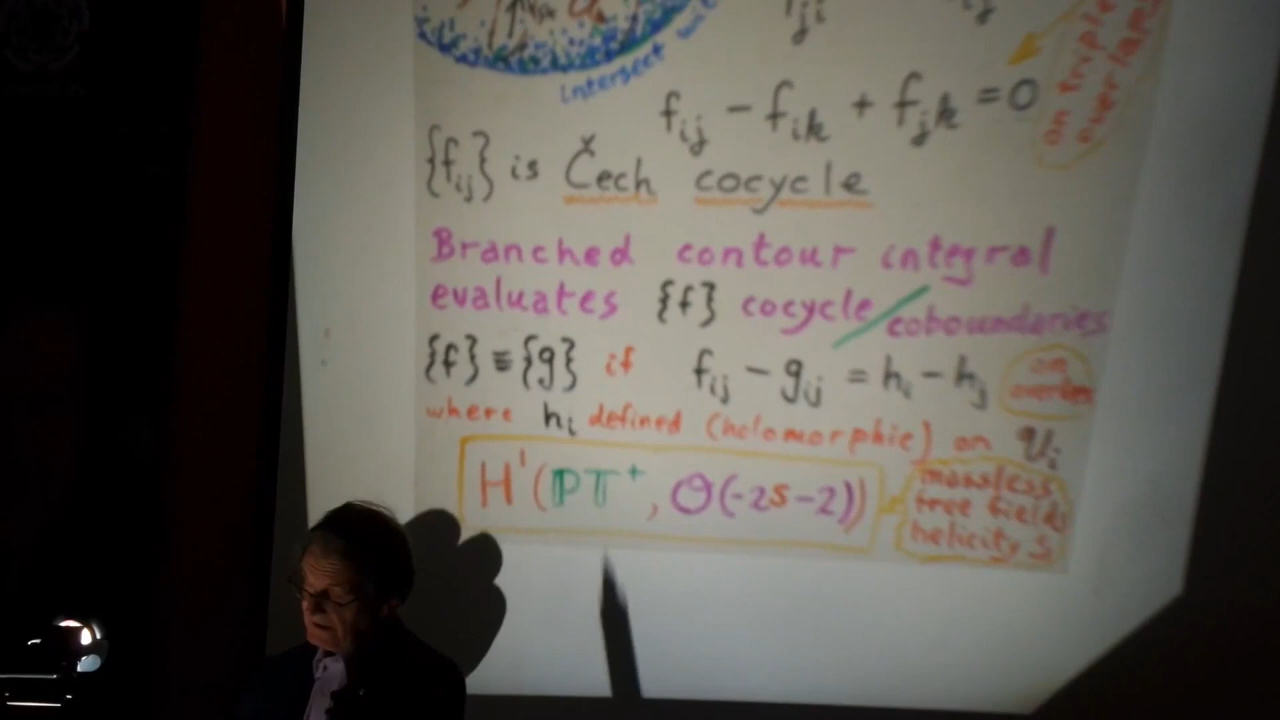 intersect
f_ji
f_ij - f_ik + f_jk = 0
on triple
overlaps
{f_ij} is Čech cocycle
Branched contour integral
evaluates {f} cocycle/coboundaries
{f} ≡ {g} if f_ij - g_ij = h_i - h_j
on
overlaps
where h_i defined (holomorphic) on U_i
H¹(PT⁺, O(-2s-2))
massless
free fields
helicity s